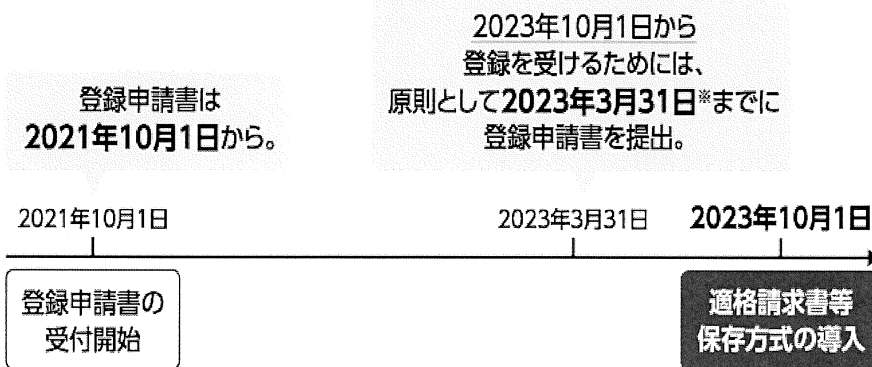 2023年10月1日から
登録を受けるためには、
原則として2023年3月31日※までに
登録申請書を提出。
登録申請書は
2021年10月1日から。
2021年10月1日
2023年3月31日
2023年10月1日
登録申請書の
受付開始
適格請求書等
保存方式の導入